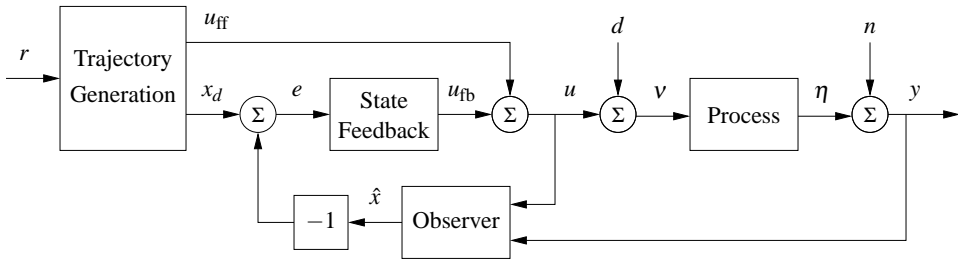 r
Trajectory
Generation
u_ff
x_d
Σ
e
State
Feedback
u_fb
Σ
u
d
Σ
ν
Process
η
n
Σ
y
−1
x̂
Observer